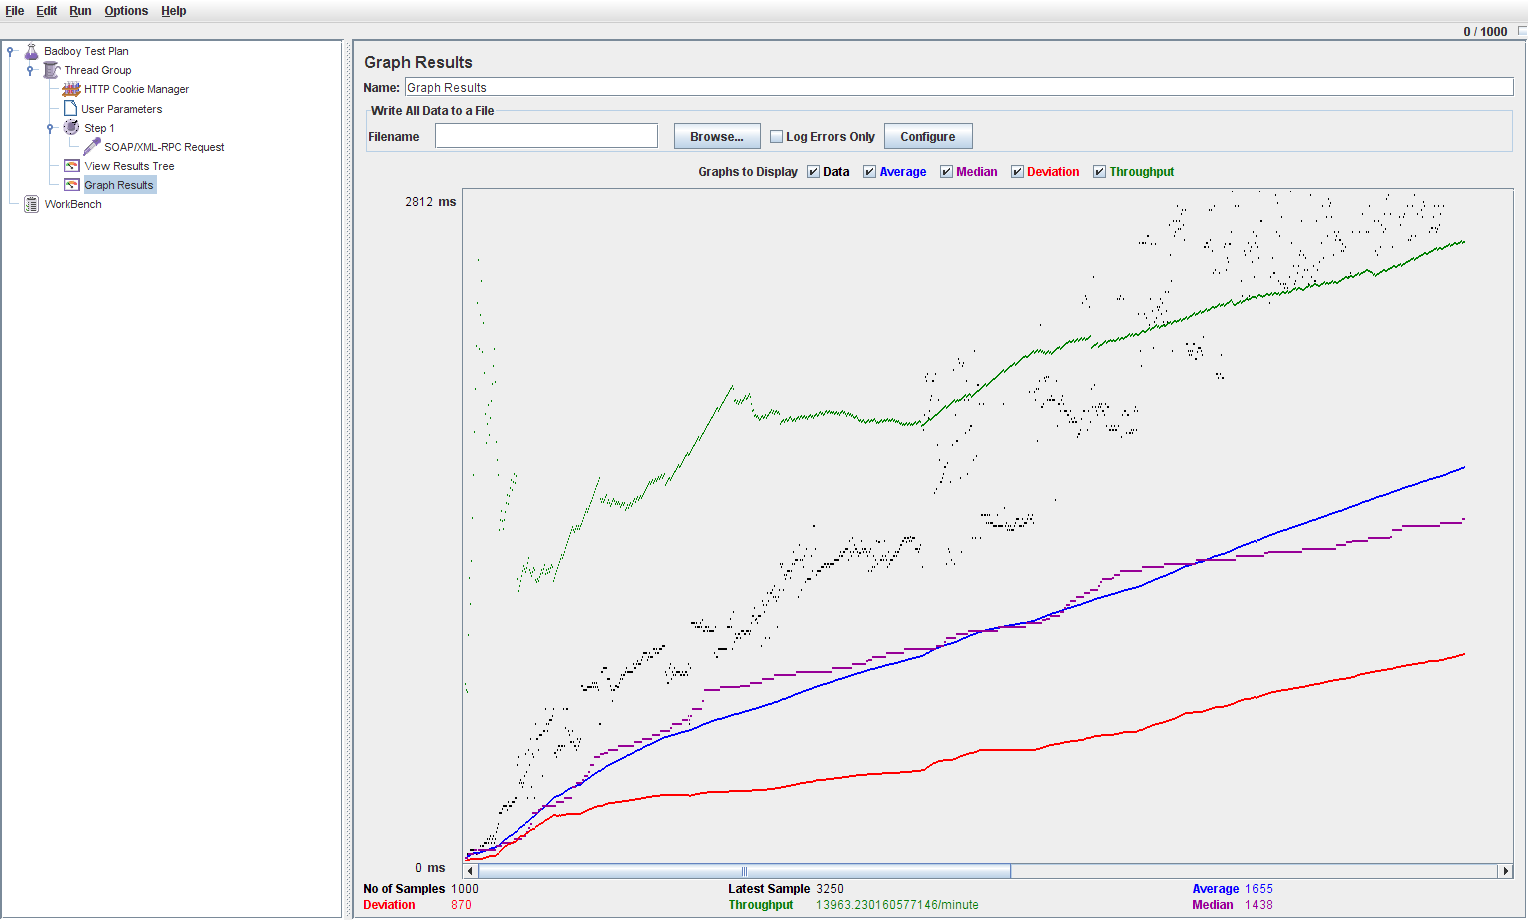 File Edit Run Options Help
0 / 1000
Badboy Test Plan
Thread Group
HTTP Cookie Manager
User Parameters
Step 1
SOAP/XML-RPC Request
View Results Tree
Graph Results
WorkBench
Graph Results
Name: Graph Results
Write All Data to a File
Filename Browse... Log Errors Only Configure
Graphs to Display Data Average Median Deviation Throughput
2812 ms
0 ms
No of Samples 1000 Latest Sample 3250 Average 1655
Deviation 870 Throughput 13963.230160577146/minute Median 1438